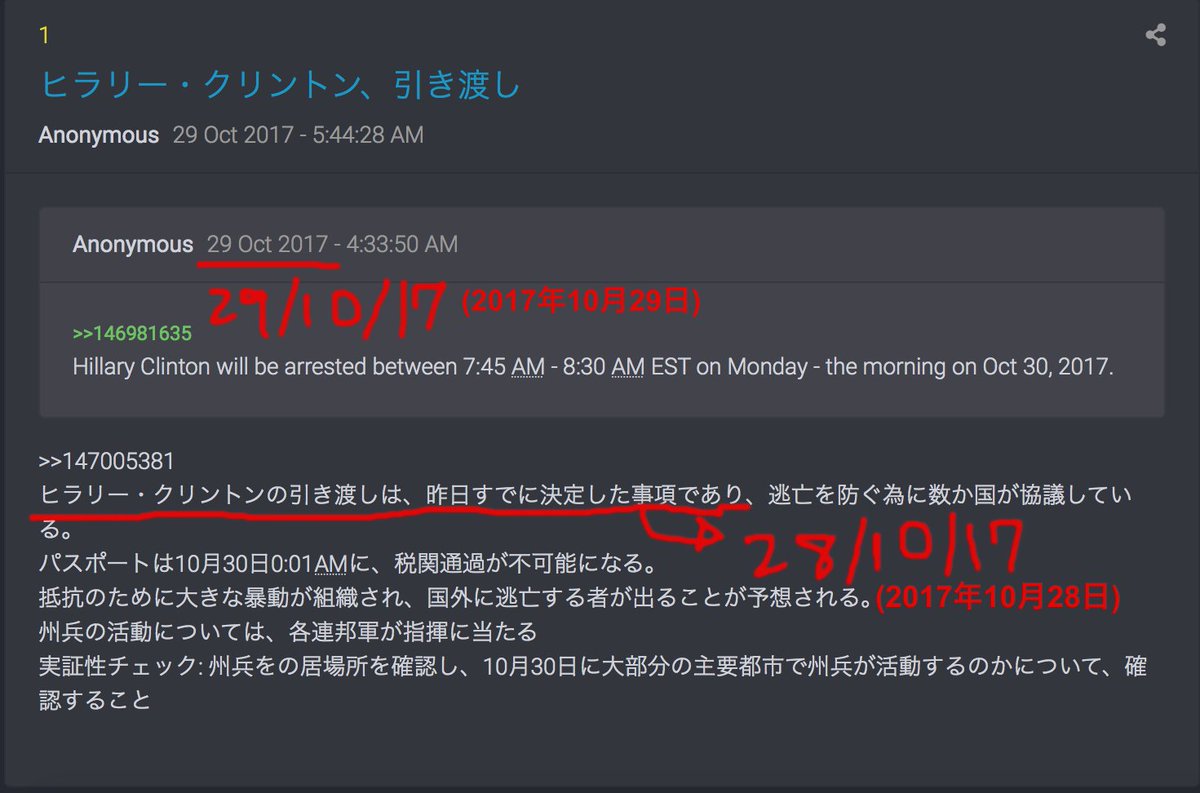 1
ヒラリー・クリントン、引き渡し
Anonymous 29 Oct 2017 - 5:44:28 AM
Anonymous 29 Oct 2017 - 4:33:50 AM
29/10/17 (2017年10月29日)
>>146981635
Hillary Clinton will be arrested between 7:45 AM - 8:30 AM EST on Monday - the morning on Oct 30, 2017.
>>147005381
ヒラリー・クリントンの引き渡しは、昨日すでに決定した事項であり、逃亡を防ぐ為に数か国が協議してい
る。
28/10/17
パスポートは10月30日0:01AMに、税関通過が不可能になる。
抵抗のために大きな暴動が組織され、国外に逃亡する者が出ることが予想される。(2017年10月28日)
州兵の活動については、各連邦軍が指揮に当たる
実証性チェック: 州兵をの居場所を確認し、10月30日に大部分の主要都市で州兵が活動するのかについて、確
認すること